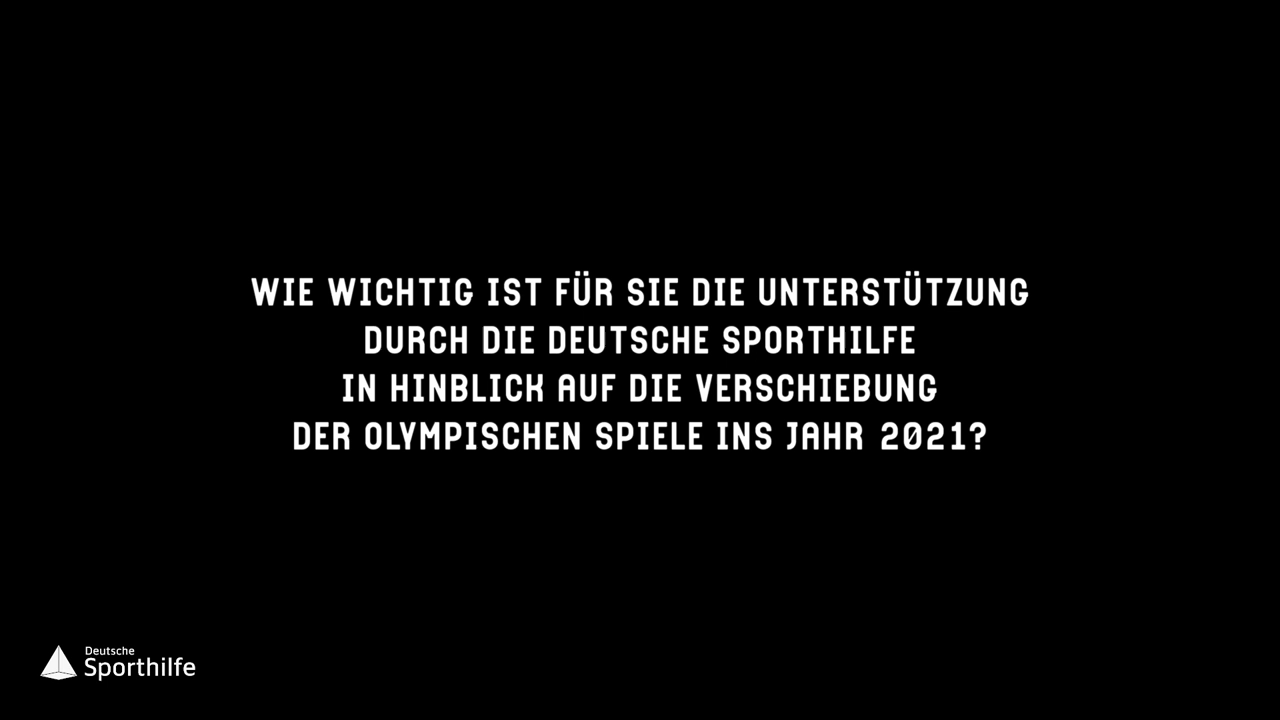 WIE WICHTIG IST FÜR SIE DIE UNTERSTÜTZUNG
DURCH DIE DEUTSCHE SPORTHILFE
IN HINBLICK AUF DIE VERSCHIEBUNG
DER OLYMPISCHEN SPIELE INS JAHR 2021?
Deutsche
Sporthilfe